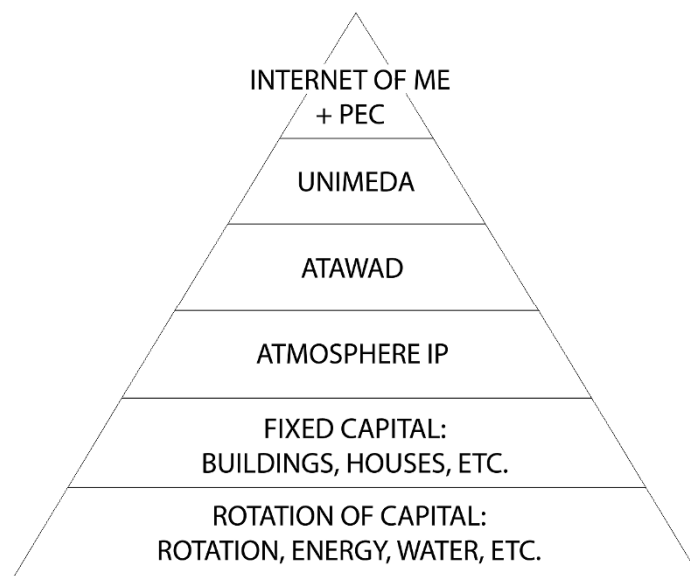 INTERNET OF ME
+ PEC
UNIMEDA
ATAWAD
ATMOSPHERE IP
FIXED CAPITAL:
BUILDINGS, HOUSES, ETC.
ROTATION OF CAPITAL:
ROTATION, ENERGY, WATER, ETC.